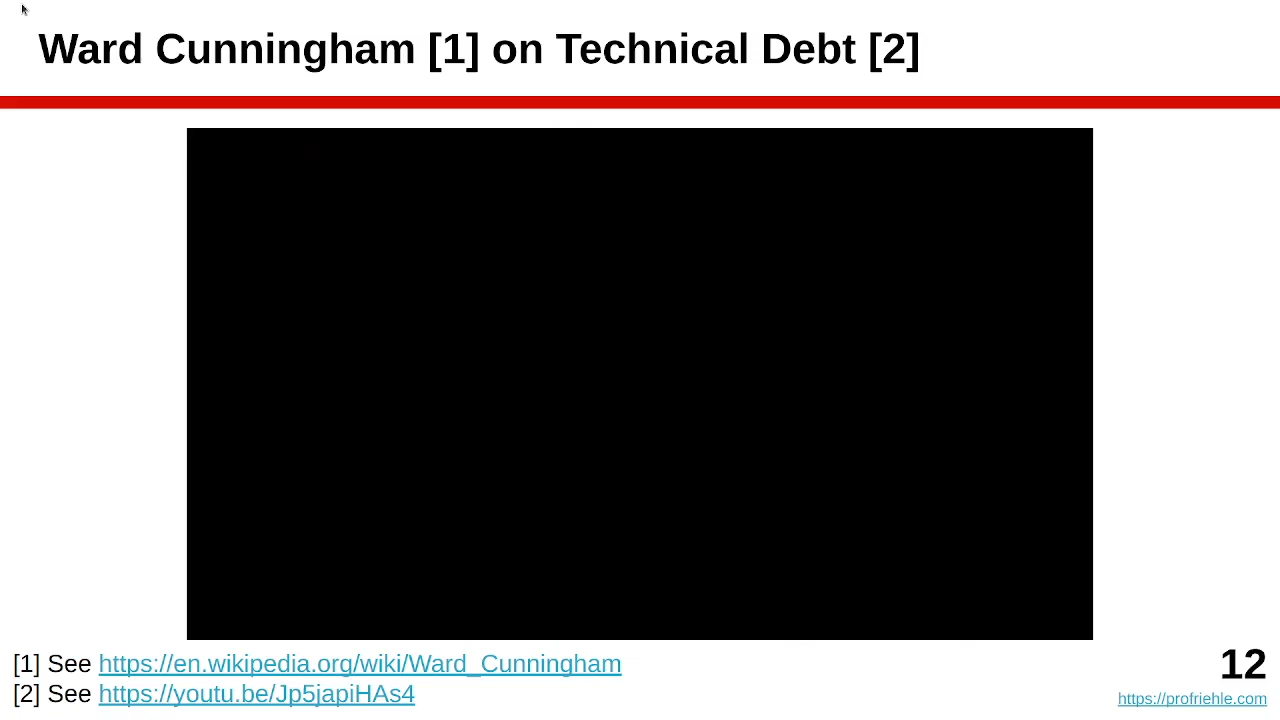 Ward Cunningham [1] on Technical Debt [2]
[1] See https://en.wikipedia.org/wiki/Ward_Cunningham
[2] See https://youtu.be/Jp5japiHAs4
12
https://profriehle.com